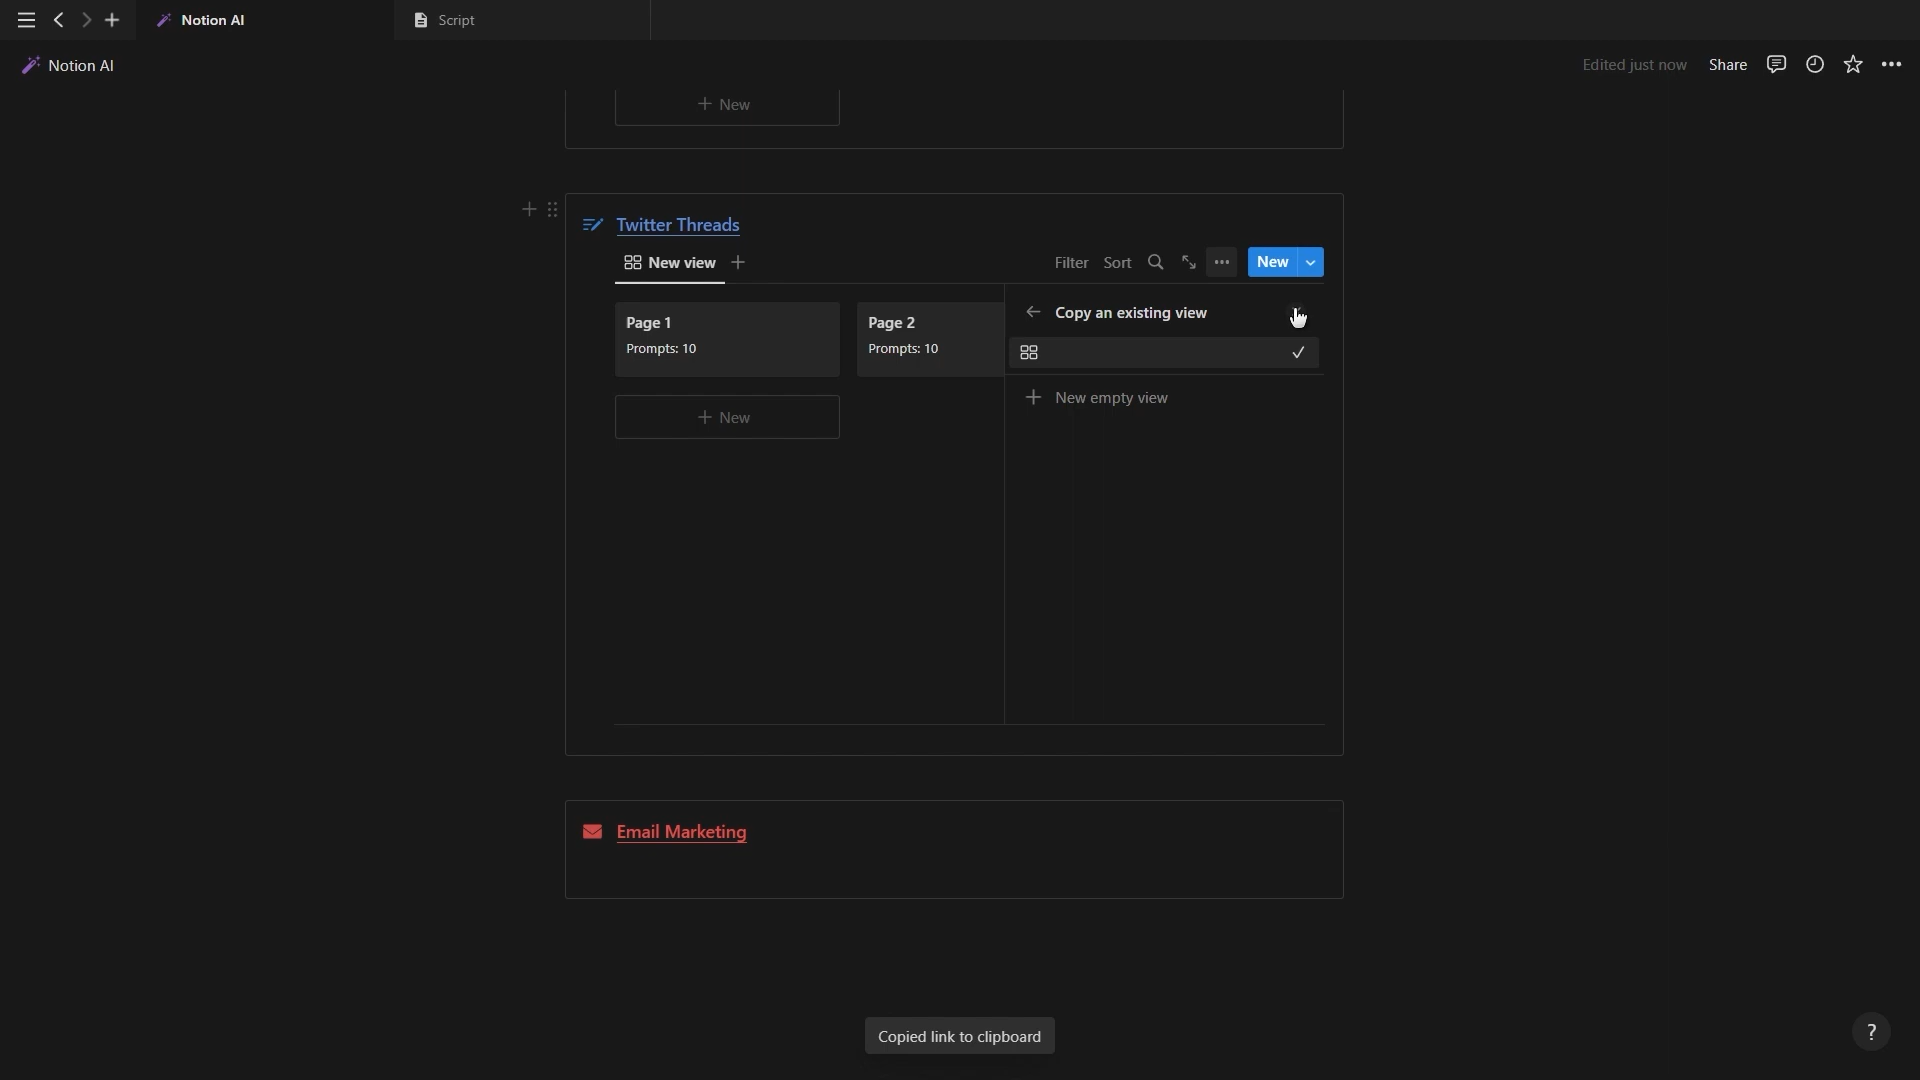 Notion AI
Script
Notion AI
Edited just now
Share
+ New
Twitter Threads
New view
Filter
Sort
New
Page 1
Prompts: 10
Page 2
Prompts: 10
Copy an existing view
+ New
+ New empty view
Email Marketing
Copied link to clipboard
?